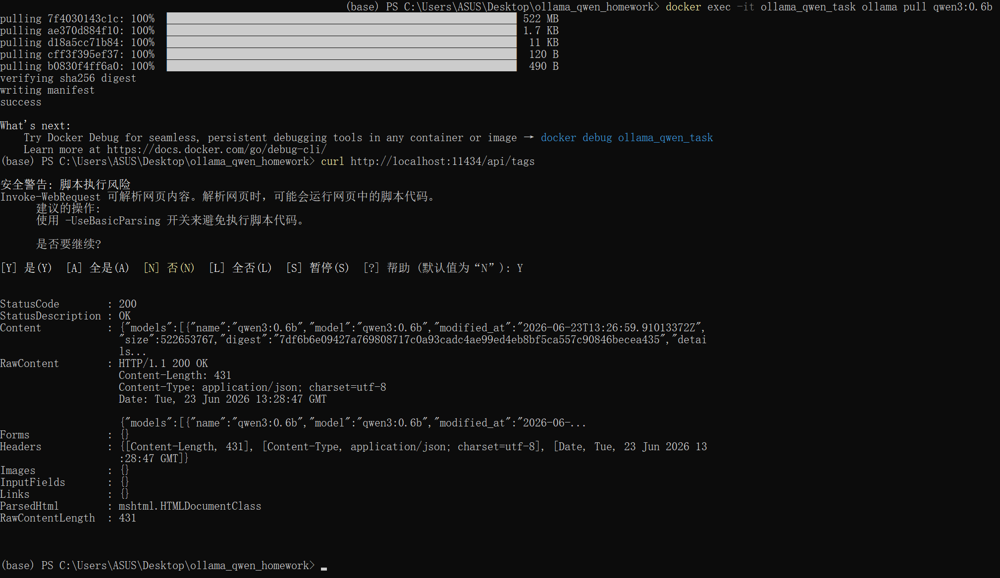 (base) PS C:\Users\ASUS\Desktop\ollama_qwen_homework> docker exec -it ollama_qwen_task ollama pull qwen3:0.6b
pulling 7f4030143c1c: 100% 522 MB
pulling ae370d884f10: 100% 1.7 KB
pulling d18a5cc71b84: 100% 11 KB
pulling cff3f395ef37: 100% 120 B
pulling b0830f4ff6a0: 100% 490 B
verifying sha256 digest
writing manifest
success
What's next:
Try Docker Debug for seamless, persistent debugging tools in any container or image → docker debug ollama_qwen_task
Learn more at https://docs.docker.com/go/debug-cli/
(base) PS C:\Users\ASUS\Desktop\ollama_qwen_homework> curl http://localhost:11434/api/tags
安全警告: 脚本执行风险
Invoke-WebRequest 可解析网页内容。解析网页时，可能会运行网页中的脚本代码。
建议的操作:
使用 -UseBasicParsing 开关来避免执行脚本代码。
是否要继续?
[Y] 是(Y)  [A] 全是(A)  [N] 否(N)  [L] 全否(L)  [S] 暂停(S)  [?] 帮助 (默认值为“N”): Y
StatusCode : 200
StatusDescription : OK
Content : {"models":[{"name":"qwen3:0.6b","model":"qwen3:0.6b","modified_at":"2026-06-23T13:26:59.91013372Z",
"size":522653767,"digest":"7df6b6e09427a769808717c0a93cadc4ae99ed4eb8bf5ca557c90846becea435","detai
ls...
RawContent : HTTP/1.1 200 OK
Content-Length: 431
Content-Type: application/json; charset=utf-8
Date: Tue, 23 Jun 2026 13:28:47 GMT
{"models":[{"name":"qwen3:0.6b","model":"qwen3:0.6b","modified_at":"2026-06-...
Forms : {}
Headers : {[Content-Length, 431], [Content-Type, application/json; charset=utf-8], [Date, Tue, 23 Jun 2026 13
:28:47 GMT]}
Images : {}
InputFields : {}
Links : {}
ParsedHtml : mshtml.HTMLDocumentClass
RawContentLength : 431
(base) PS C:\Users\ASUS\Desktop\ollama_qwen_homework>